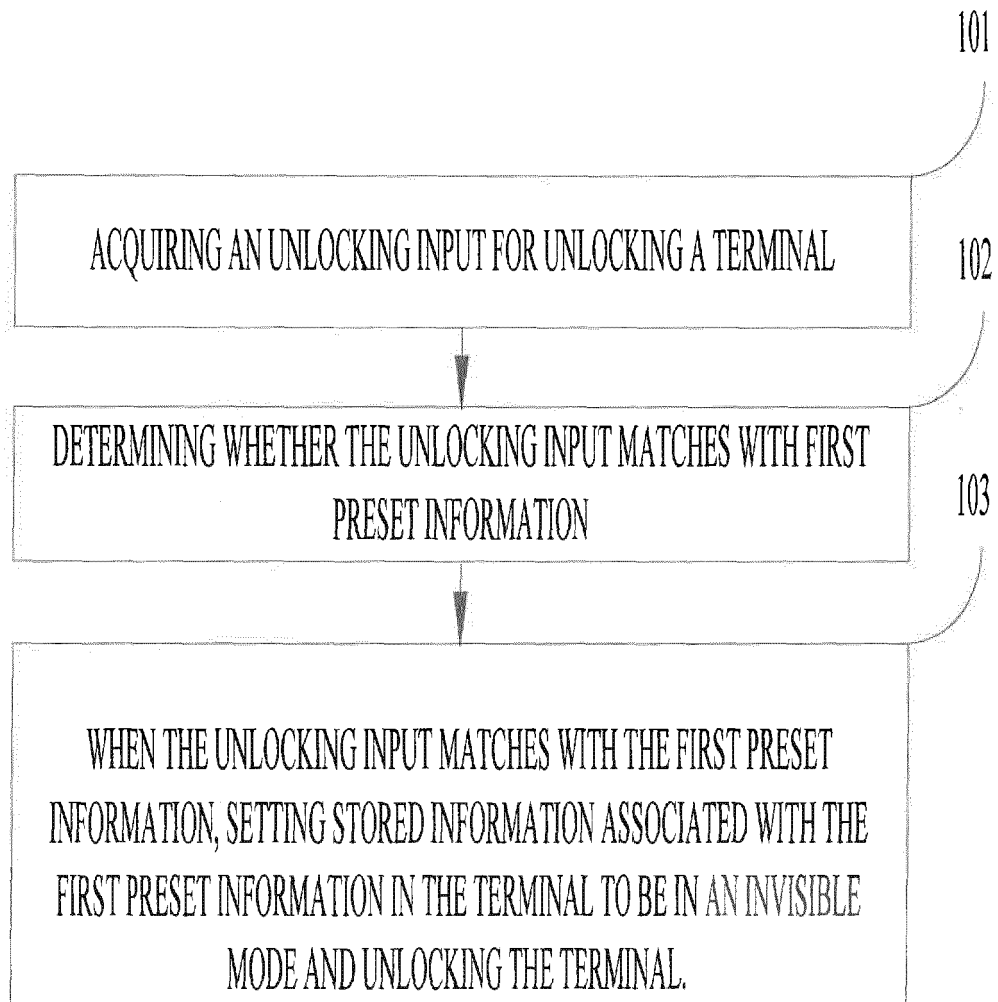 101
ACQUIRING AN UNLOCKING INPUT FOR UNLOCKING A TERMINAL
102
DETERMINING WHETHER THE UNLOCKING INPUT MATCHES WITH FIRST
PRESET INFORMATION
103
WHEN THE UNLOCKING INPUT MATCHES WITH THE FIRST PRESET
INFORMATION, SETTING STORED INFORMATION ASSOCIATED WITH THE
FIRST PRESET INFORMATION IN THE TERMINAL TO BE IN AN INVISIBLE
MODE AND UNLOCKING THE TERMINAL.